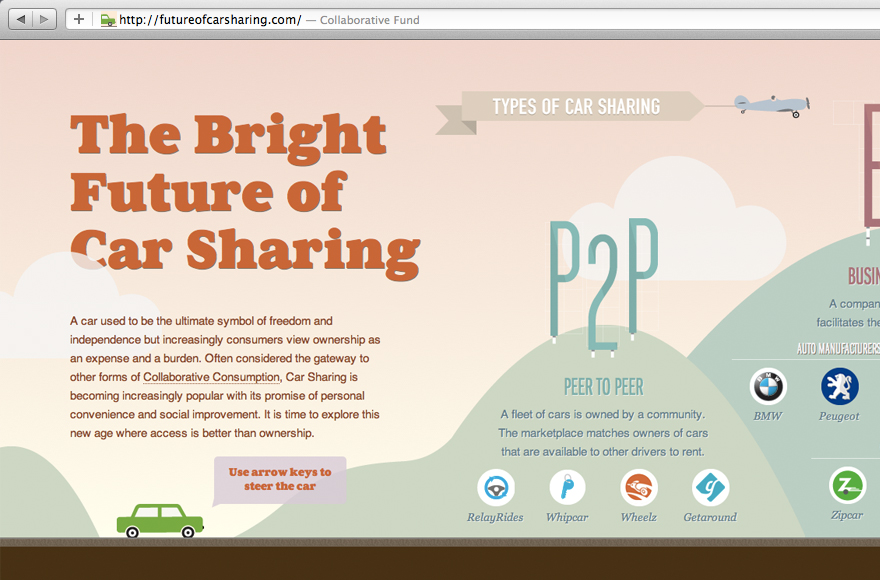 http://futureofcarsharing.com/ — Collaborative Fund
TYPES OF CAR SHARING
The Bright
Future of
Car Sharing
A car used to be the ultimate symbol of freedom and
independence but increasingly consumers view ownership as
an expense and a burden. Often considered the gateway to
other forms of Collaborative Consumption, Car Sharing is
becoming increasingly popular with its promise of personal
convenience and social improvement. It is time to explore this
new age where access is better than ownership.
Use arrow keys to
steer the car
P2P
PEER TO PEER
A fleet of cars is owned by a community.
The marketplace matches owners of cars
that are available to other drivers to rent.
RelayRides
Whipcar
Wheelz
Getaround
A compan
facilitates the
AUTO MANUFACTURERS
BMW
BMW
Peugeot
Zipcar